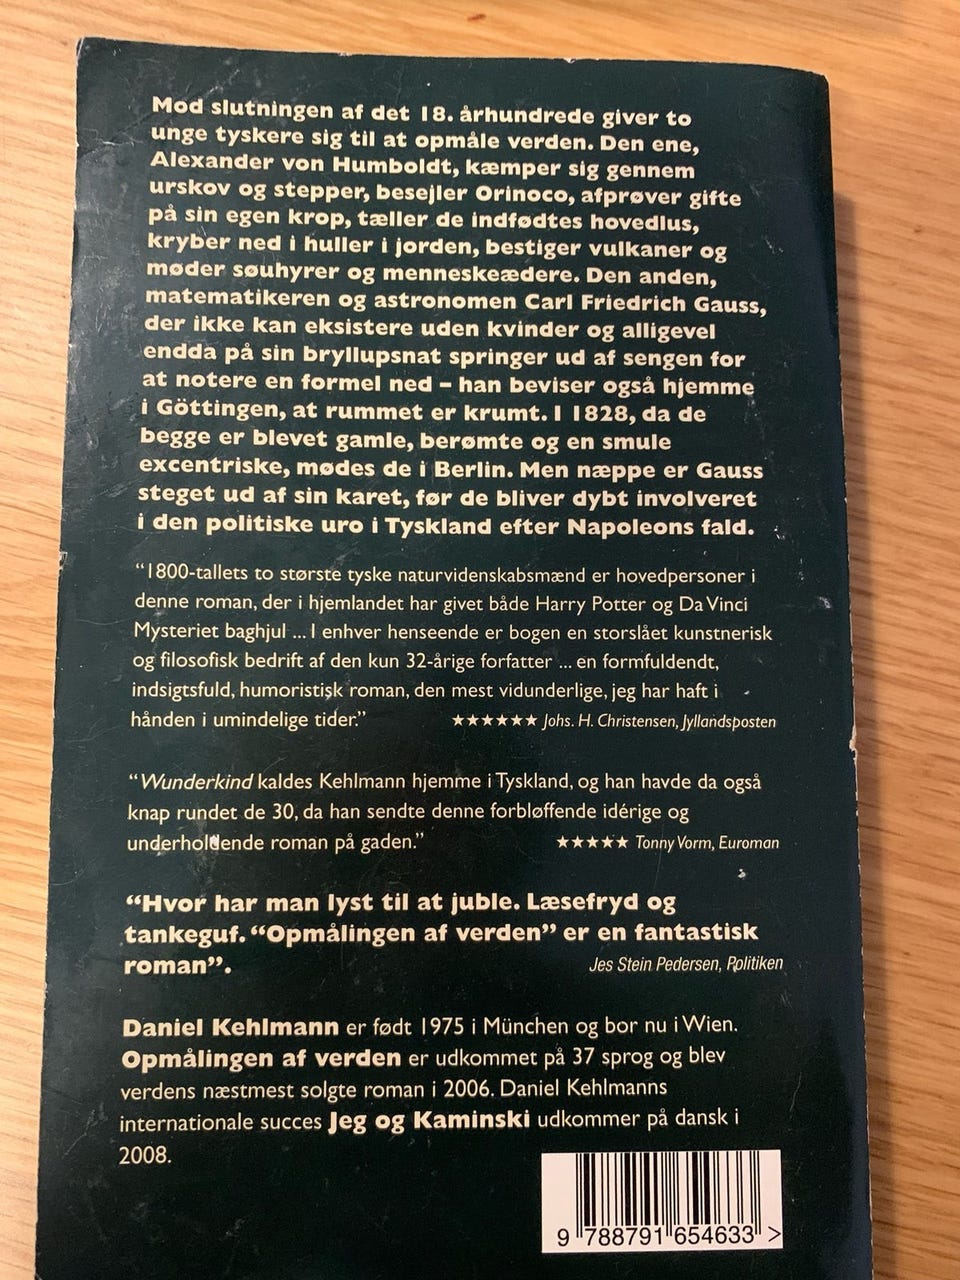 Mod slutningen af det 18. århundrede giver to
unge tyskere sig til at opmåle verden. Den ene,
Alexander von Humboldt, kæmper sig gennem
urskov og stepper, besejler Orinoco, afprøver gifte
på sin egen krop, tæller de indfødtes hovedlus,
kryber ned i huller i jorden, bestiger vulkaner og
møder søuhyrer og menneskeædere. Den anden,
matematikeren og astronomen Carl Friedrich Gauss,
der ikke kan eksistere uden kvinder og alligevel
endda på sin bryllupsnat springer ud af sengen for
at notere en formel ned – han beviser også hjemme
i Göttingen, at rummet er krumt. I 1828, da de
begge er blevet gamle, berømte og en smule
excentriske, mødes de i Berlin. Men næppe er Gauss
steget ud af sin karet, før de bliver dybt involveret
i den politiske uro i Tyskland efter Napoleons fald.
“1800-tallets to største tyske naturvidenskabsmænd er hovedpersoner i
denne roman, der i hjemlandet har givet både Harry Potter og Da Vinci
Mysteriet baghjul ... I enhver henseende er bogen en storslået kunstnerisk
og filosofisk bedrift af den kun 32-årige forfatter ... en formfuldendt,
indsigtsfuld, humoristisk roman, den mest vidunderlige, jeg har haft i
hånden i umindelige tider.” ★★★★★★ Johs. H. Christensen, Jyllandsposten
“Wunderkind kaldes Kehlmann hjemme i Tyskland, og han havde da også
knap rundet de 30, da han sendte denne forbløffende idérige og
underholdende roman på gaden.” ★★★★★ Tonny Vorm, Euroman
“Hvor har man lyst til at juble. Læsefryd og
tankeguf. “Opmålingen af verden” er en fantastisk
roman”. Jes Stein Pedersen, Politiken
Daniel Kehlmann er født 1975 i München og bor nu i Wien.
Opmålingen af verden er udkommet på 37 sprog og blev
verdens næstmest solgte roman i 2006. Daniel Kehlmanns
internationale succes Jeg og Kaminski udkommer på dansk i
2008.
9 788791 654633 >